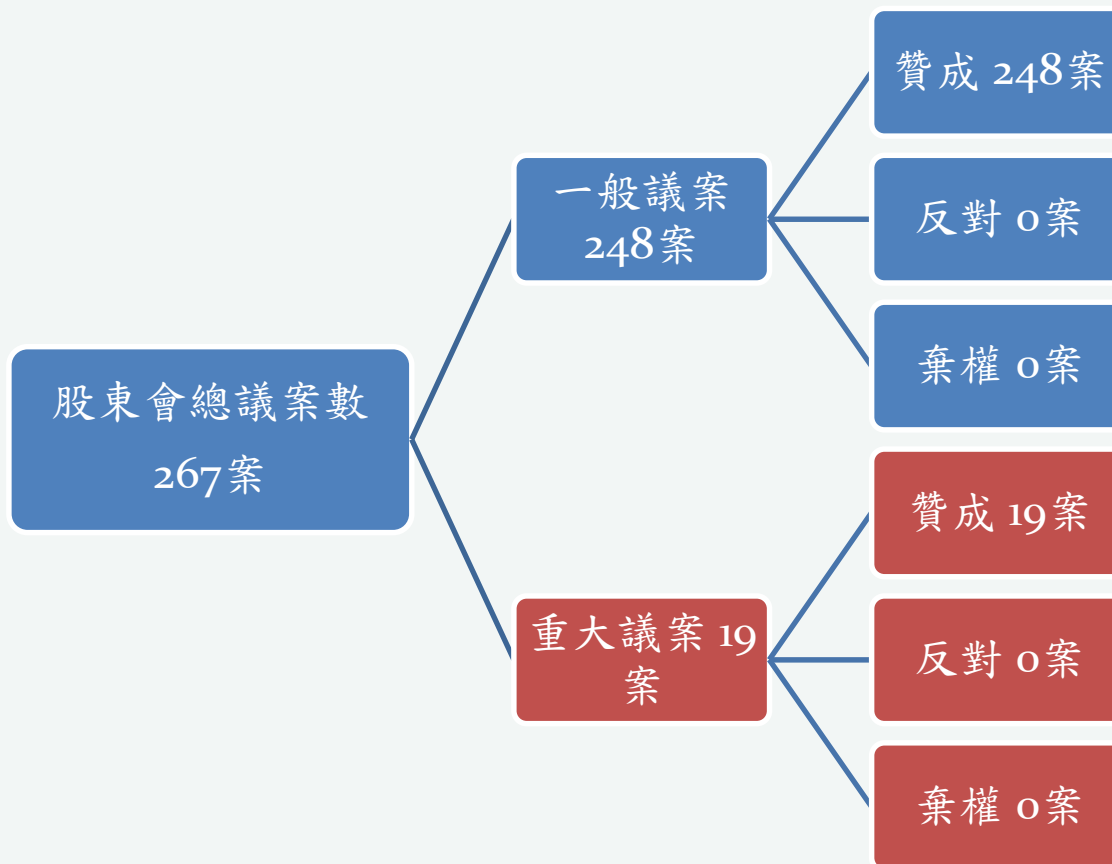 股東會總議案數
267案
一般議案
248案
贊成 248案
反對 0案
棄權 0案
重大議案 19
案
贊成 19案
反對 0案
棄權 0案